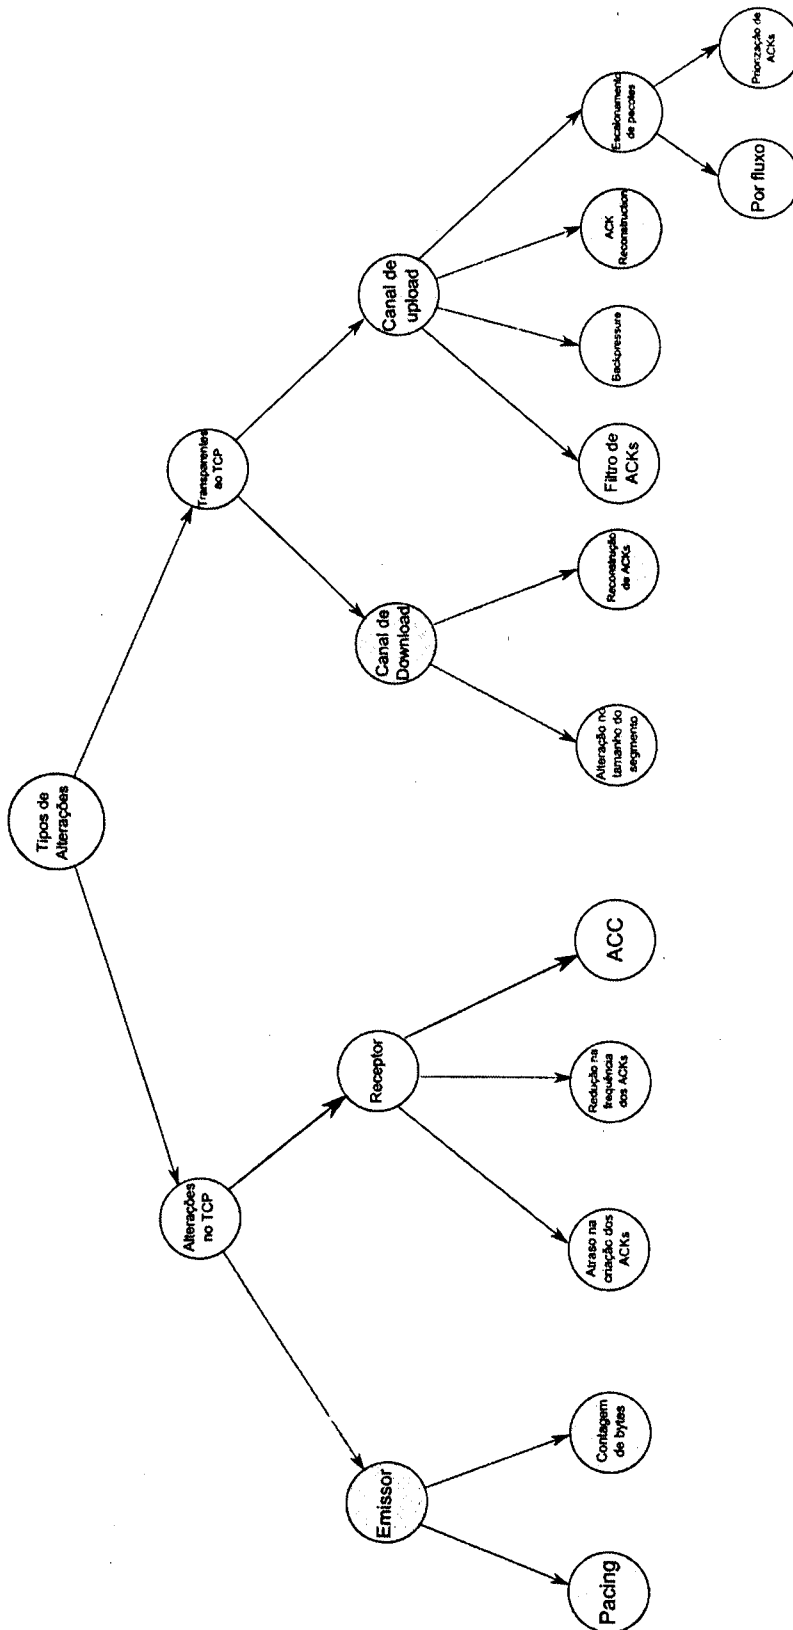 Tipos de
Alterações
Alterações
no TCP
Transparentes
ao TCP
Emissor
Receptor
Canal de
Download
Canal de
upload
Pacing
Contagem
de bytes
Atraso na
criação dos
ACKs
Redução na
frequência
dos ACKs
ACC
Alteração no
tamanho do
segmento
Reconstrução
de ACKs
Filtro de
ACKs
Backpressure
ACK
Reconstruction
Escalonamento
de pacotes
Por fluxo
Priorização de
ACKs